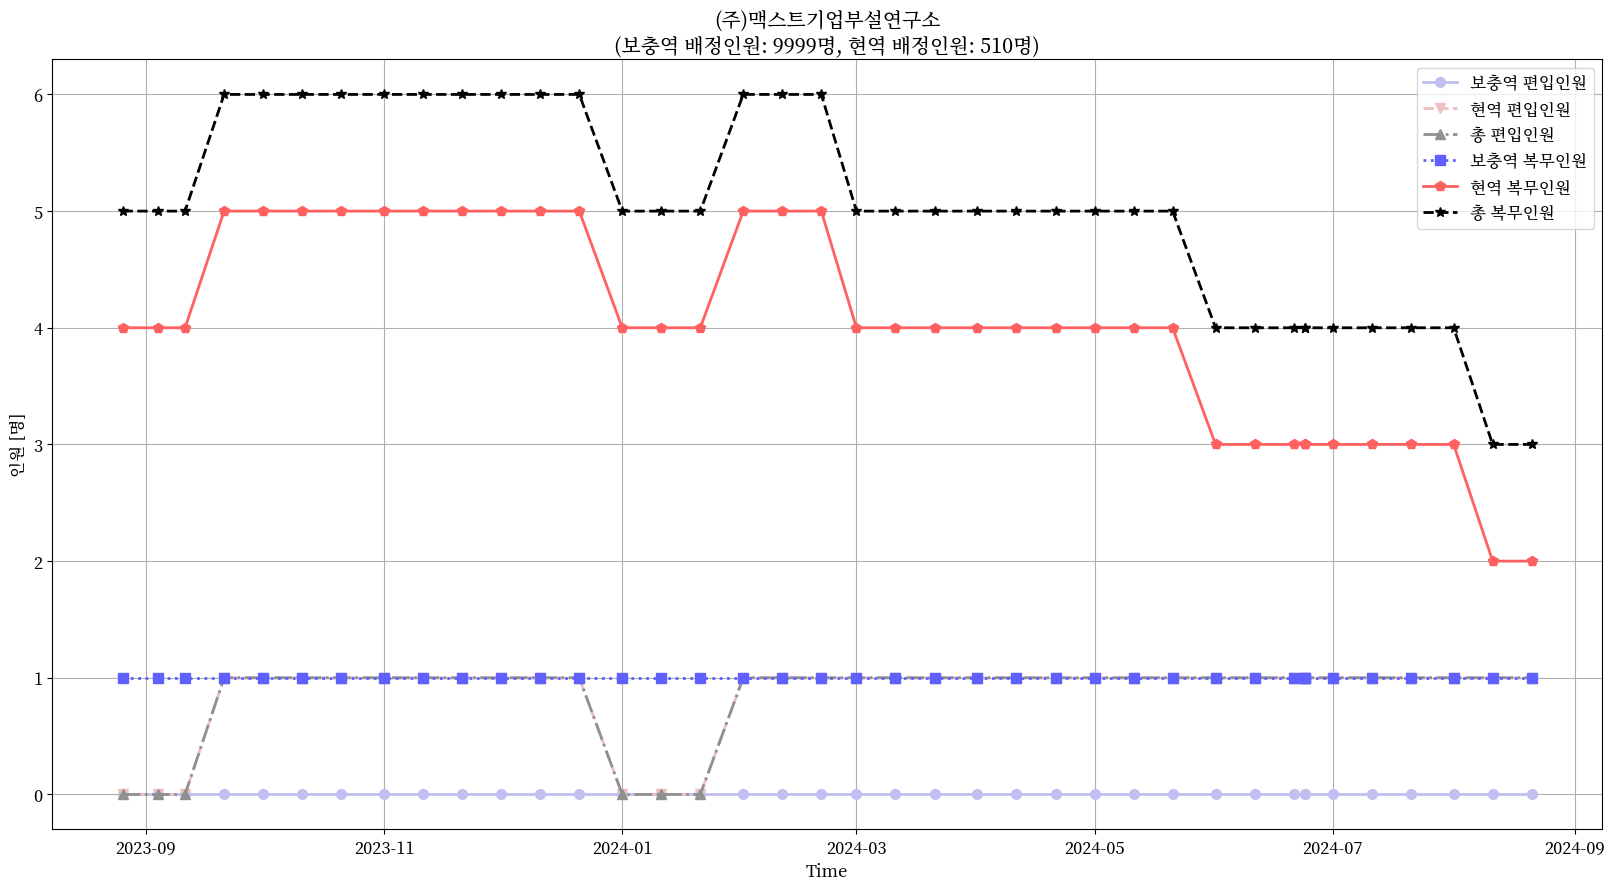 (주)맥스트기업부설연구소
(보충역 배정인원: 9999명, 현역 배정인원: 510명)
보충역 편입인원
현역 편입인원
총 편입인원
보충역 복무인원
현역 복무인원
총 복무인원
인원 [명]
6
5
4
3
2
1
0
2023-09 2023-11 2024-01 2024-03 2024-05 2024-07 2024-09
Time